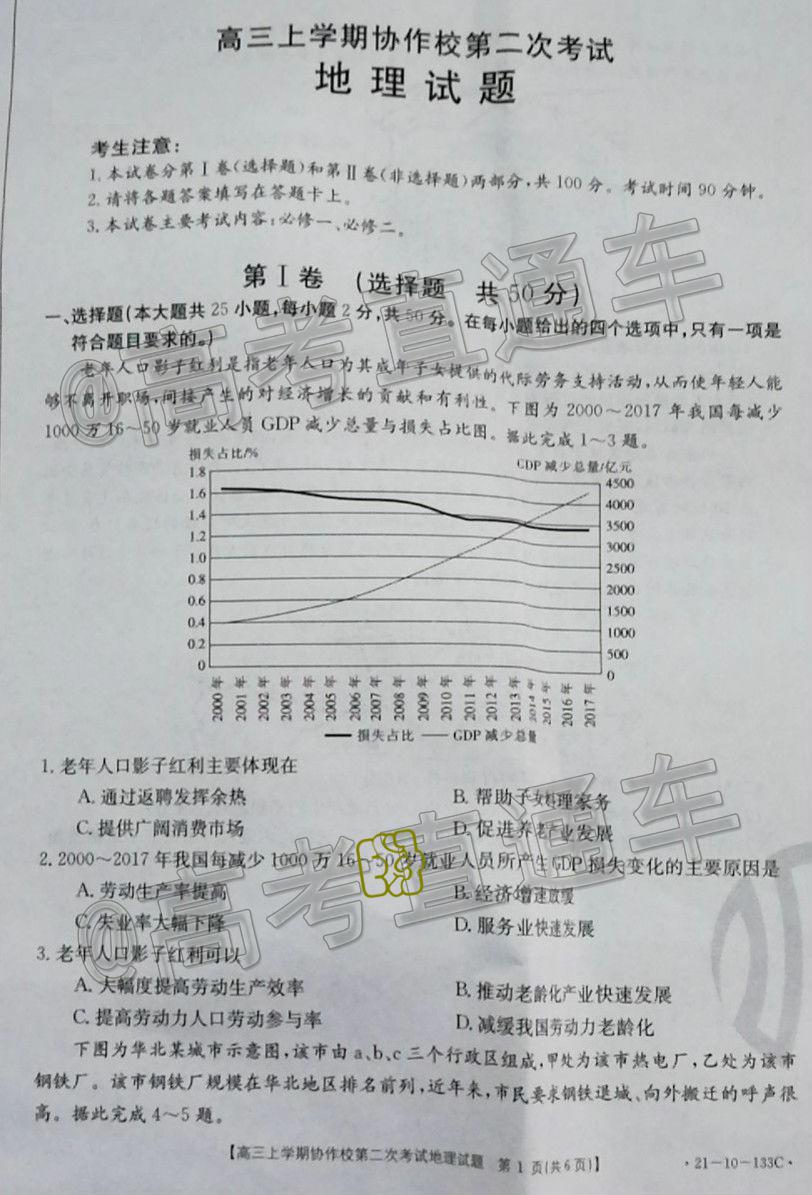 高三上学期协作校第二次考试
地理试题
考生注意:
1. 本试卷分第Ⅰ卷(选择题)和第Ⅱ卷(非选择题)两部分,共100分。考试时间90分钟。
2. 请将各题答案填写在答题卡上。
3. 本试卷主要考试内容:必修一、必修二。
第Ⅰ卷 (选择题 共50分)
一、选择题(本大题共25小题,每小题2分,共50分。在每小题给出的四个选项中,只有一项是
符合题目要求的。)
老年人口影子红利是指老年人口为其成年子女提供的代际劳务支持活动,从而使年轻人能
够不离开职场,间接产生的对经济增长的贡献和有利性。下图为2000～2017年我国每减少
1000万16～50岁就业人员GDP减少总量与损失占比图。据此完成1～3题。
损失占比/% GDP减少总量/亿元
1.8 4500
1.6 4000
1.4 3500
1.2 3000
1.0 2500
0.8 2000
0.6 1500
0.4 1000
0.2 500
0 0
2000年 2001年 2002年 2003年 2004年 2005年 2006年 2007年 2008年 2009年 2010年 2011年 2012年 2013年 2014年 2015年 2016年 2017年
损失占比 GDP减少总量
1. 老年人口影子红利主要体现在
A. 通过返聘发挥余热 B. 帮助子女料理家务
C. 提供广阔消费市场 D. 促进养老产业发展
2. 2000～2017年我国每减少1000万16～50岁就业人员所产生GDP损失变化的主要原因是
A. 劳动生产率提高 B. 经济增速放缓
C. 失业率大幅下降 D. 服务业快速发展
3. 老年人口影子红利可以
A. 大幅度提高劳动生产效率 B. 推动老龄化产业快速发展
C. 提高劳动力人口劳动参与率 D. 减缓我国劳动力老龄化
下图为华北某城市示意图,该市由a、b、c三个行政区组成,甲处为该市热电厂,乙处为该市
钢铁厂。该市钢铁厂规模在华北地区排名前列,近年来,市民要求钢铁退城、向外搬迁的呼声很
高。据此完成4～5题。
【高三上学期协作校第二次考试地理试题 第1页(共6页)】 ·21-10-133C·
@高考直通车
@高考直通车